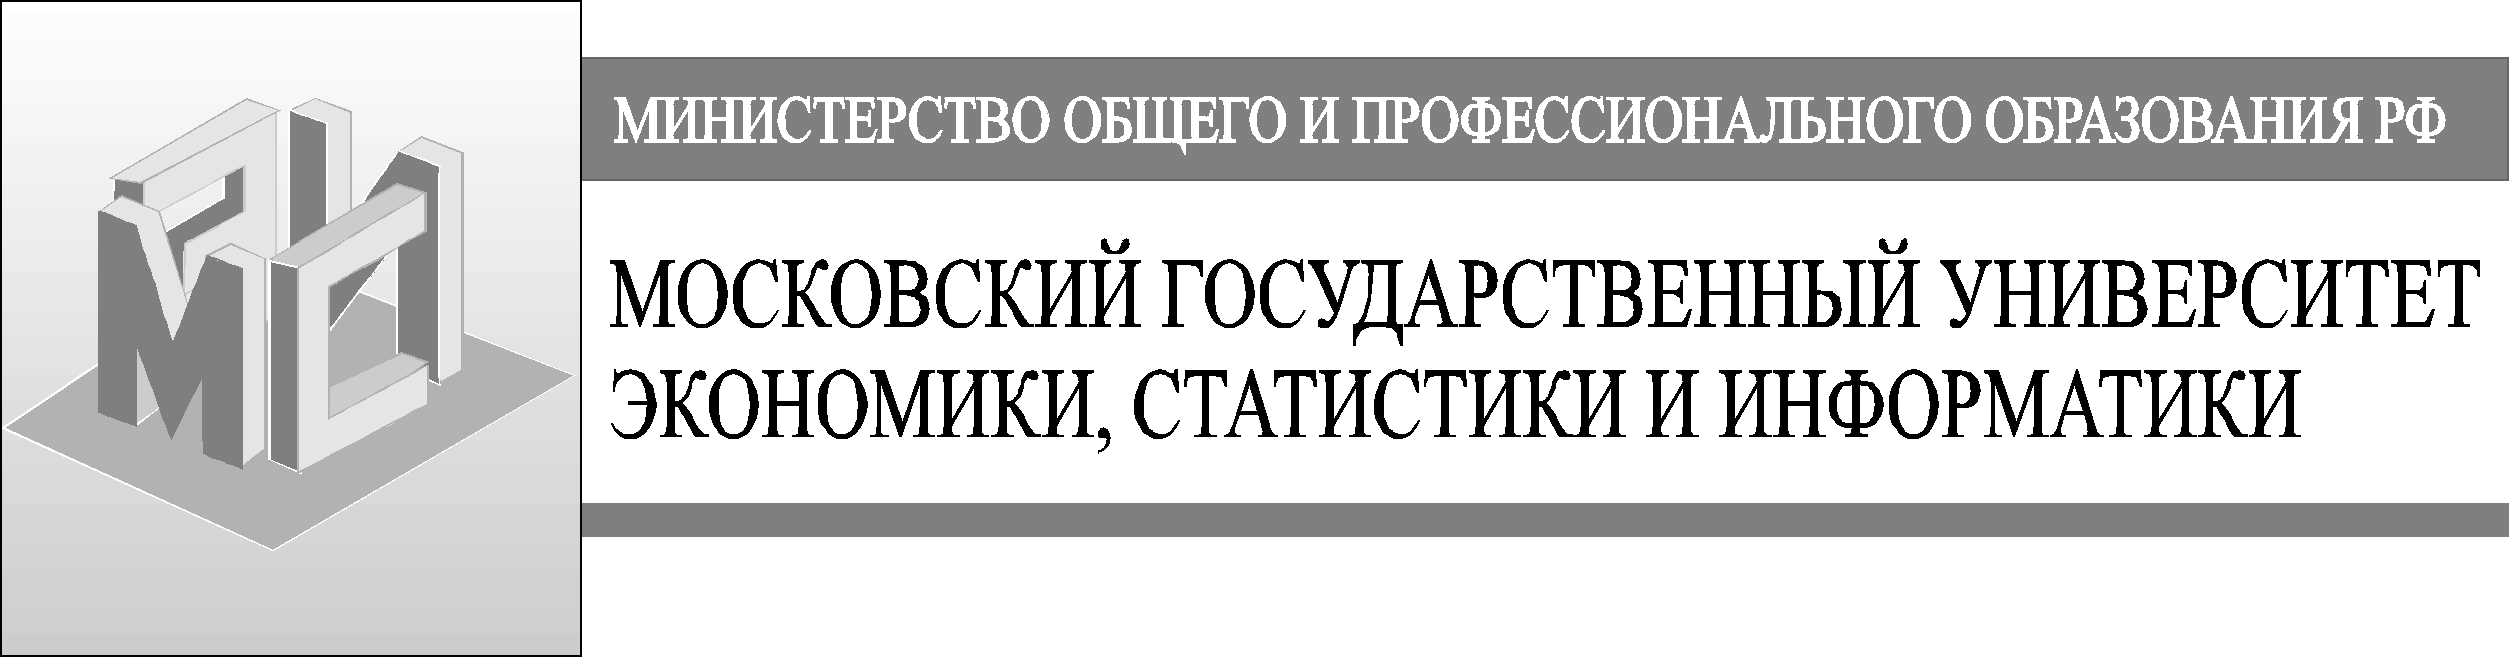 МИНИСТЕРСТВО ОБЩЕГО И ПРОФЕССИОНАЛЬНОГО ОБРАЗОВАНИЯ РФ
МОСКОВСКИЙ ГОСУДАРСТВЕННЫЙ УНИВЕРСИТЕТ
ЭКОНОМИКИ, СТАТИСТИКИ И ИНФОРМАТИКИ